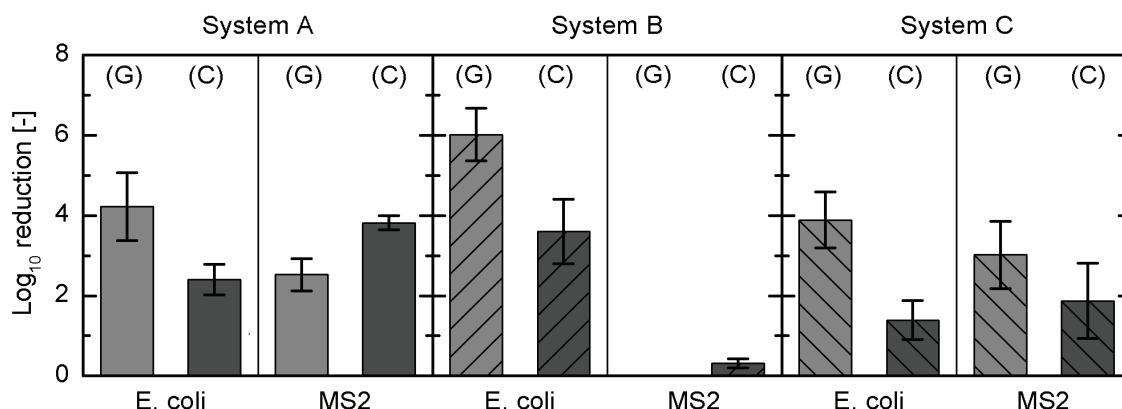 System A System B System C
8 (G) (C) (G) (C) (G) (C) (G) (C) (G) (C) (G) (C)
6
4
2
0
Log10 reduction [-]
E. coli MS2 E. coli MS2 E. coli MS2